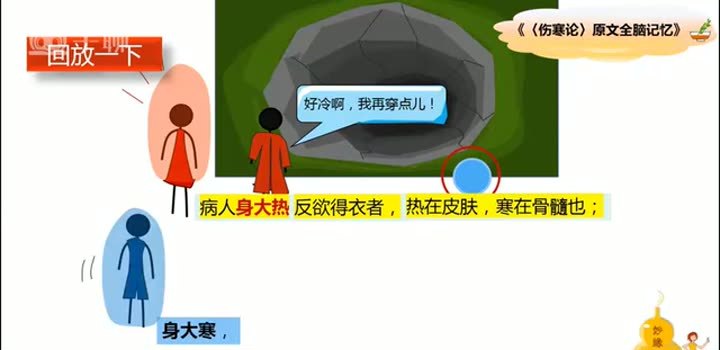 《〈伤寒论〉原文全脑记忆》
回放一下
好冷啊，我再穿点儿！
病人身大热 反欲得衣者， 热在皮肤，寒在骨髓也；
身大寒，